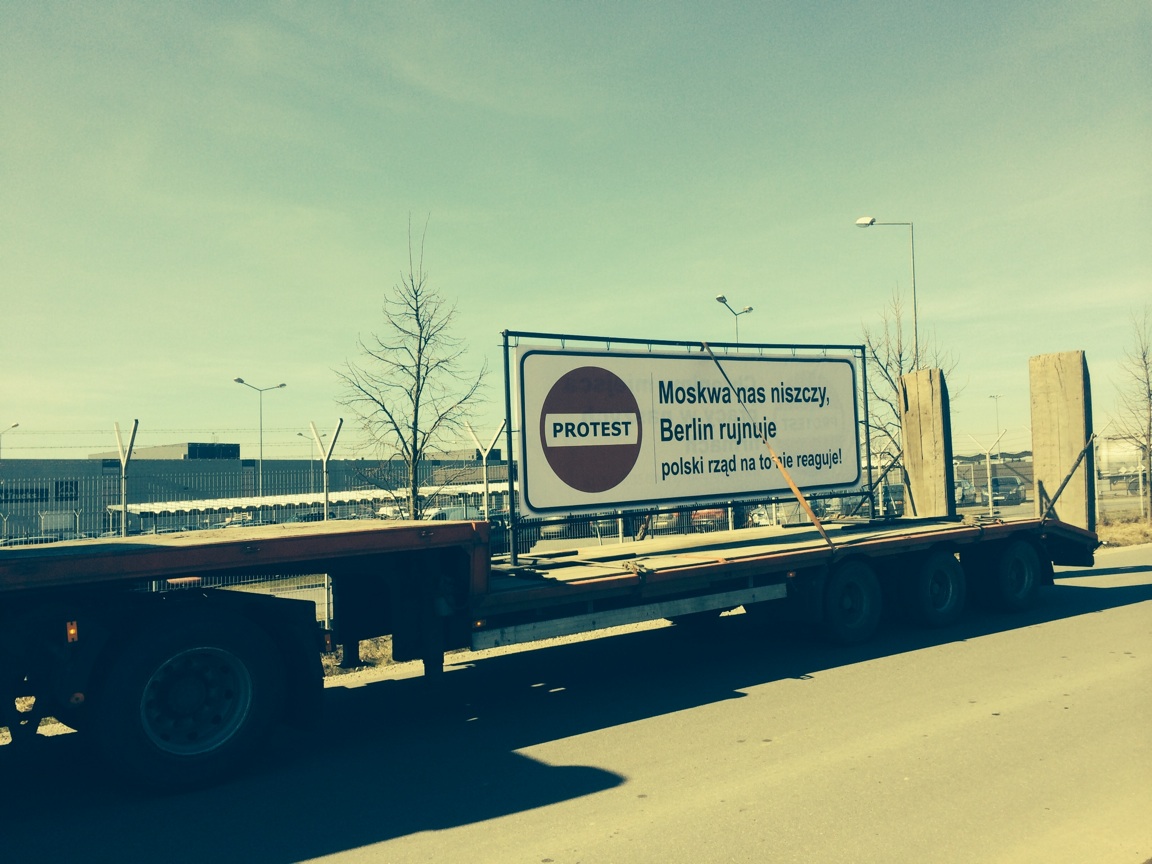 PROTEST
Moskwa nas niszczy,
Berlin rujnuje
polski rząd na to nie reaguje!